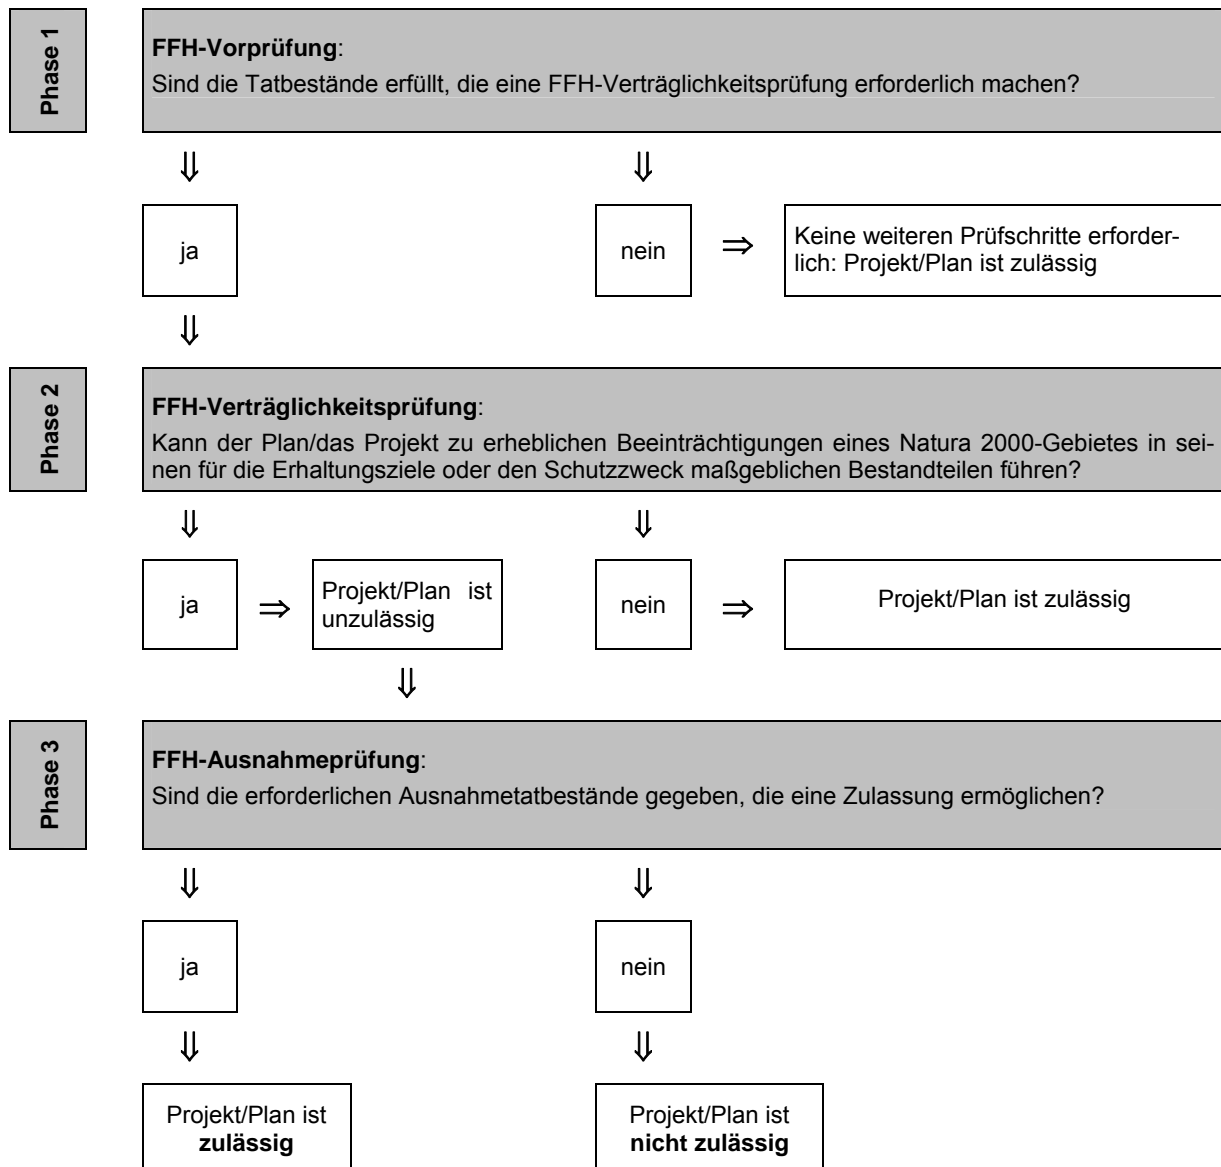 Phase 1
FFH-Vorprüfung:
Sind die Tatbestände erfüllt, die eine FFH-Verträglichkeitsprüfung erforderlich machen?
⇓ ⇓
ja
nein ⇒
Keine weiteren Prüfschritte erforder-
lich: Projekt/Plan ist zulässig
⇓
Phase 2
FFH-Verträglichkeitsprüfung:
Kann der Plan/das Projekt zu erheblichen Beeinträchtigungen eines Natura 2000-Gebietes in sei-
nen für die Erhaltungsziele oder den Schutzzweck maßgeblichen Bestandteilen führen?
⇓ ⇓
ja ⇒
Projekt/Plan ist
unzulässig
nein ⇒
Projekt/Plan ist zulässig
⇓
Phase 3
FFH-Ausnahmeprüfung:
Sind die erforderlichen Ausnahmetatbestände gegeben, die eine Zulassung ermöglichen?
⇓ ⇓
ja
nein
⇓ ⇓
Projekt/Plan ist
zulässig
Projekt/Plan ist
nicht zulässig